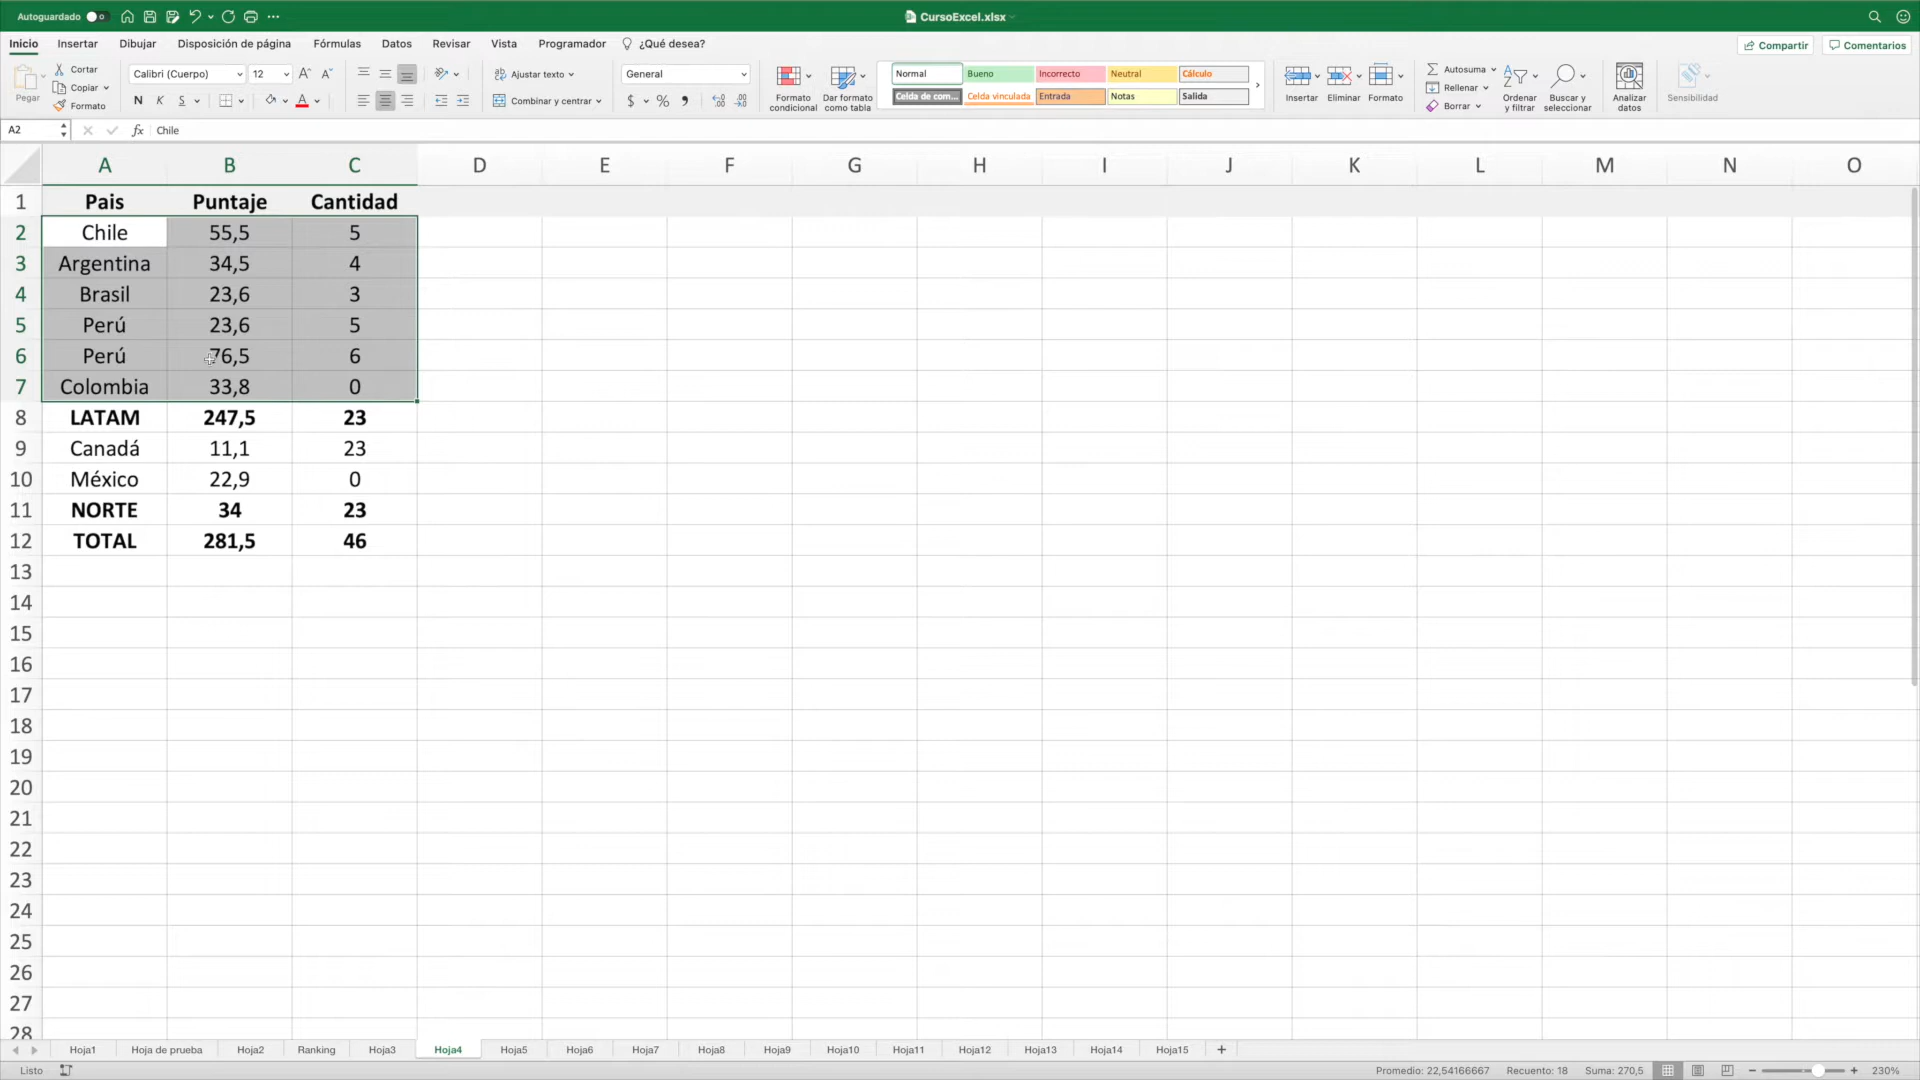 Autoguardado
CursoExcel.xlsx
Inicio Insertar Dibujar Disposición de página Fórmulas Datos Revisar Vista Programador ¿Qué desea? Compartir Comentarios
Pegar Cortar Copiar Formato
Calibri (Cuerpo) 12
N K S
Ajustar texto
Combinar y centrar
General
$ % ,
Formato condicional
Dar formato como tabla
Normal Bueno Incorrecto Neutral Cálculo
Celda de com... Celda vinculada Entrada Notas Salida
Insertar Eliminar Formato
Autosuma
Rellenar
Borrar
Ordenar y filtrar
Buscar y seleccionar
Analizar datos
Sensibilidad
A2 fx Chile
A B C D E F G H I J K L M N O
1 Pais Puntaje Cantidad
2 Chile 55,5 5
3 Argentina 34,5 4
4 Brasil 23,6 3
5 Perú 23,6 5
6 Perú 76,5 6
7 Colombia 33,8 0
8 LATAM 247,5 23
9 Canadá 11,1 23
10 México 22,9 0
11 NORTE 34 23
12 TOTAL 281,5 46
13
14
15
16
17
18
19
20
21
22
23
24
25
26
27
28
Hoja1 Hoja de prueba Hoja2 Ranking Hoja3 Hoja4 Hoja5 Hoja6 Hoja7 Hoja8 Hoja9 Hoja10 Hoja11 Hoja12 Hoja13 Hoja14 Hoja15 +
Listo Promedio: 22,54166667 Recuento: 18 Suma: 270,5 230%